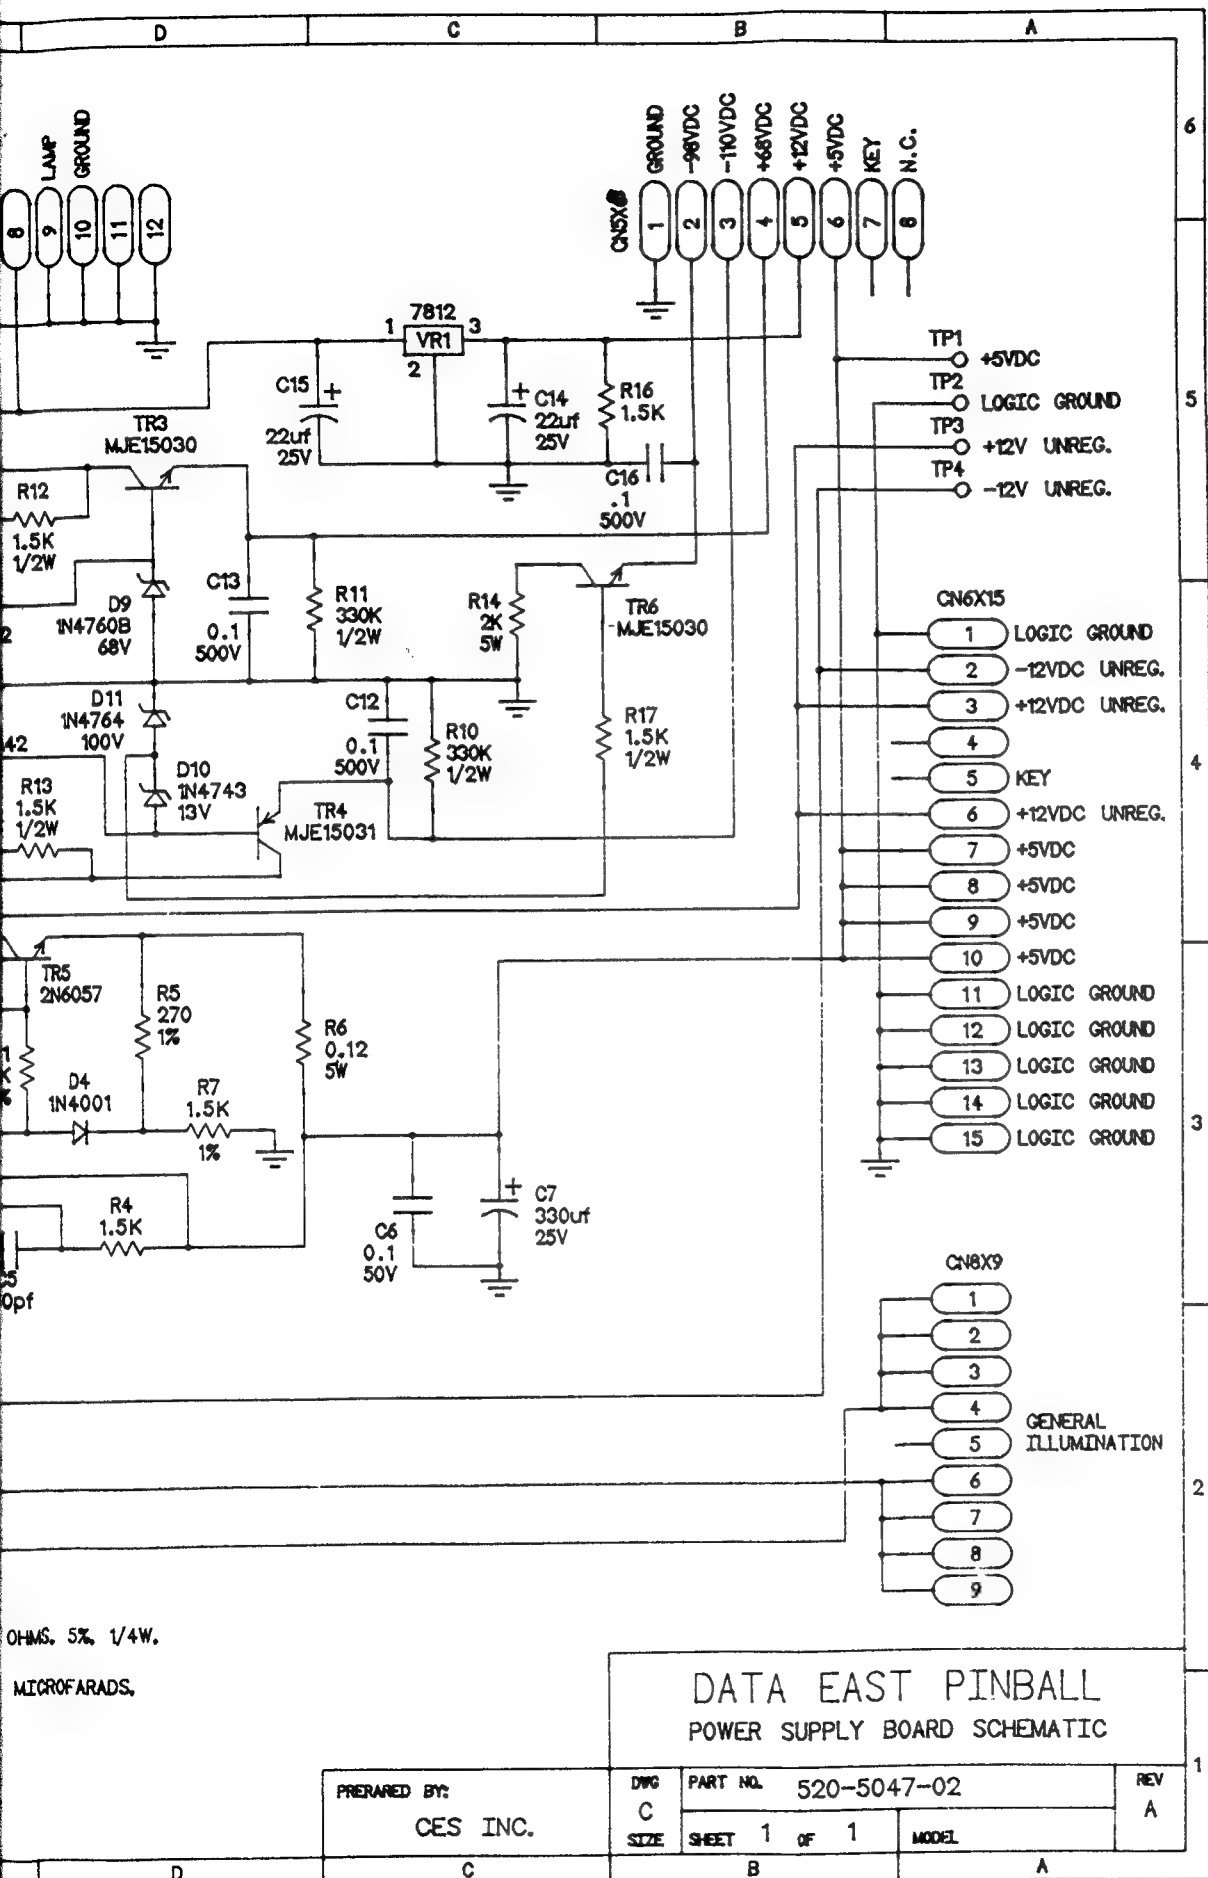 D C B A
6
5
4
3
2
1
8
9 LAMP
10 GROUND
11
12
1 GROUND
2 -98VDC
3 -110VDC
4 +68VDC
5 +12VDC
6 +5VDC
7 KEY
8 N.C.
7812
1 VR1 3
2
C15
22uf
25V
C14
22uf
25V
R16
1.5K
C16
.1
500V
TP1
+5VDC
TP2
LOGIC GROUND
TP3
+12V UNREG.
TP4
-12V UNREG.
TR3
MJE15030
R12
1.5K
1/2W
D9
1N4760B
68V
C13
0.1
500V
R11
330K
1/2W
R14
2K
5W
TR6
MJE15030
D11
1N4764
100V
D10
1N4743
13V
42
R13
1.5K
1/2W
TR4
MJE15031
C12
0.1
500V
R10
330K
1/2W
R17
1.5K
1/2W
CN6X15
1 LOGIC GROUND
2 -12VDC UNREG.
3 +12VDC UNREG.
4
5 KEY
6 +12VDC UNREG.
7 +5VDC
8 +5VDC
9 +5VDC
10 +5VDC
11 LOGIC GROUND
12 LOGIC GROUND
13 LOGIC GROUND
14 LOGIC GROUND
15 LOGIC GROUND
TR5
2N6057
R5
270
1%
R6
0.12
5W
D4
1N4001
R7
1.5K
1%
R4
1.5K
C6
0.1
50V
C7
330uf
25V
0pf
CN8X9
1
2
3
4
5
6
7
8
9
GENERAL
ILLUMINATION
OHMS. 5%. 1/4W.
MICROFARADS.
DATA EAST PINBALL
POWER SUPPLY BOARD SCHEMATIC
PRERARED BY:
CES INC.
DWG
C
SIZE
PART NO. 520-5047-02
SHEET 1 OF 1
MODEL
REV
A
D C B A